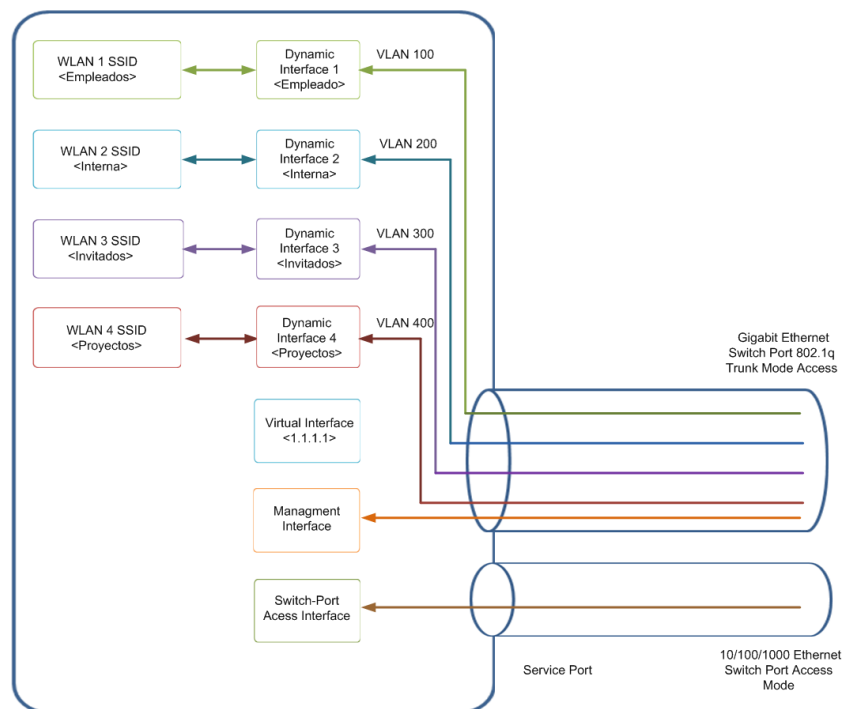 WLAN 1 SSID
<Empleados>
Dynamic
Interface 1
<Empleado>
VLAN 100
WLAN 2 SSID
<Interna>
Dynamic
Interface 2
<Interna>
VLAN 200
WLAN 3 SSID
<Invitados>
Dynamic
Interface 3
<Invitados>
VLAN 300
WLAN 4 SSID
<Proyectos>
Dynamic
Interface 4
<Proyectos>
VLAN 400
Gigabit Ethernet
Switch Port 802.1q
Trunk Mode Access
Virtual Interface
<1.1.1.1>
Managment
Interface
Switch-Port
Acess Interface
Service Port
10/100/1000 Ethernet
Switch Port Access
Mode